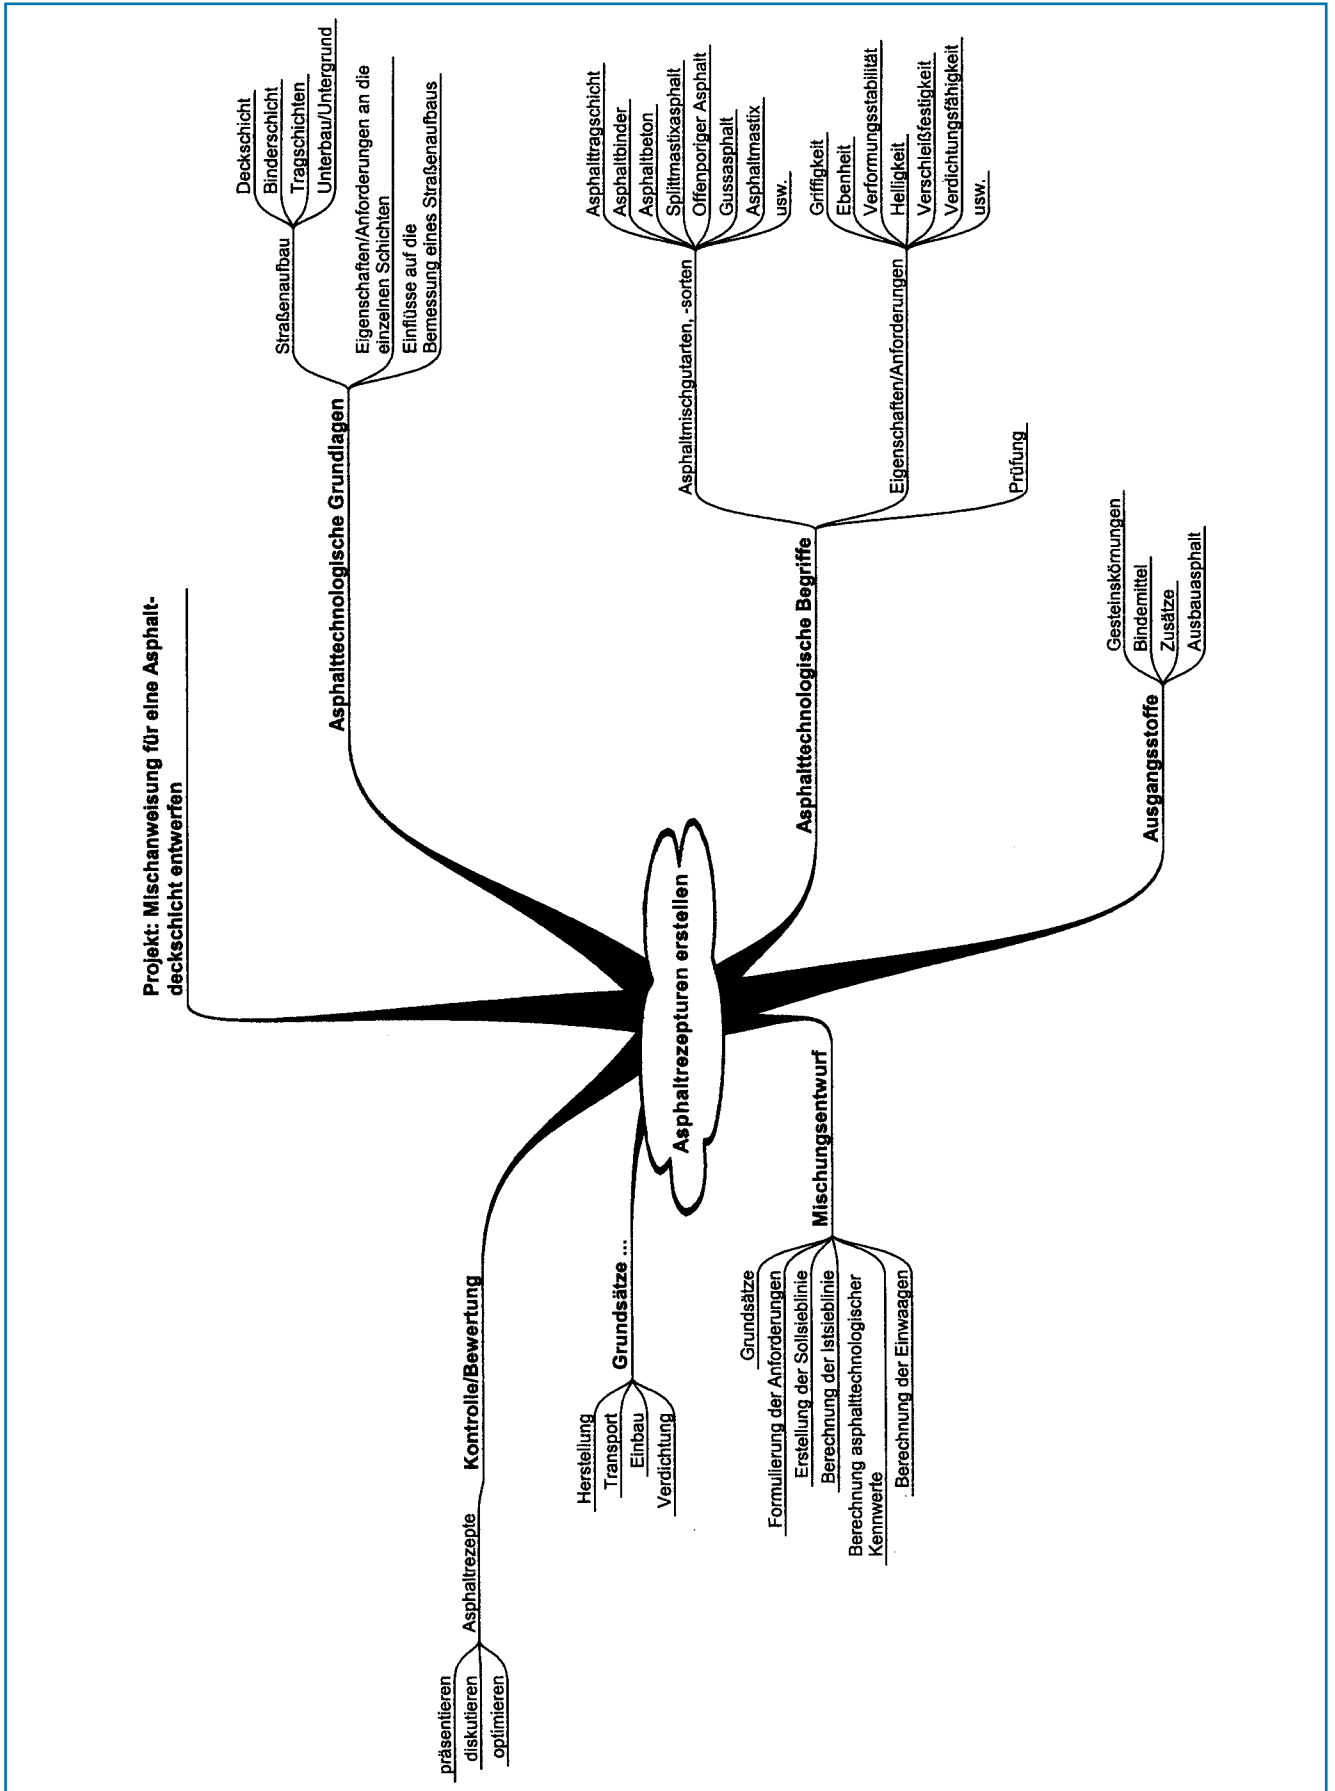 Projekt: Mischanweisung für eine Asphalt-
deckschicht entwerfen
Asphalttechnologische Grundlagen
Straßenaufbau
Deckschicht
Binderschicht
Tragschichten
Unterbau/Untergrund
Eigenschaften/Anforderungen an die
einzelnen Schichten
Einflüsse auf die
Bemessung eines Straßenaufbaus
Asphaltrezepturen erstellen
Asphalttechnologische Begriffe
Asphaltmischgutarten, -sorten
Asphalttragschicht
Asphaltbinder
Asphaltbeton
Splittmastixasphalt
Offenporiger Asphalt
Gussasphalt
Asphaltmastix
usw.
Eigenschaften/Anforderungen
Griffigkeit
Ebenheit
Verformungsstabilität
Helligkeit
Verschleißfestigkeit
Verdichtungsfähigkeit
usw.
Prüfung
Ausgangsstoffe
Gesteinskörnungen
Bindemittel
Zusätze
Ausbauasphalt
Mischungsentwurf
Grundsätze
Formulierung der Anforderungen
Erstellung der Sollsieblinie
Berechnung der Istsieblinie
Berechnung asphalttechnologischer
Kennwerte
Berechnung der Einwaagen
Grundsätze ...
Herstellung
Transport
Einbau
Verdichtung
Kontrolle/Bewertung
Asphaltrezepte
präsentieren
diskutieren
optimieren